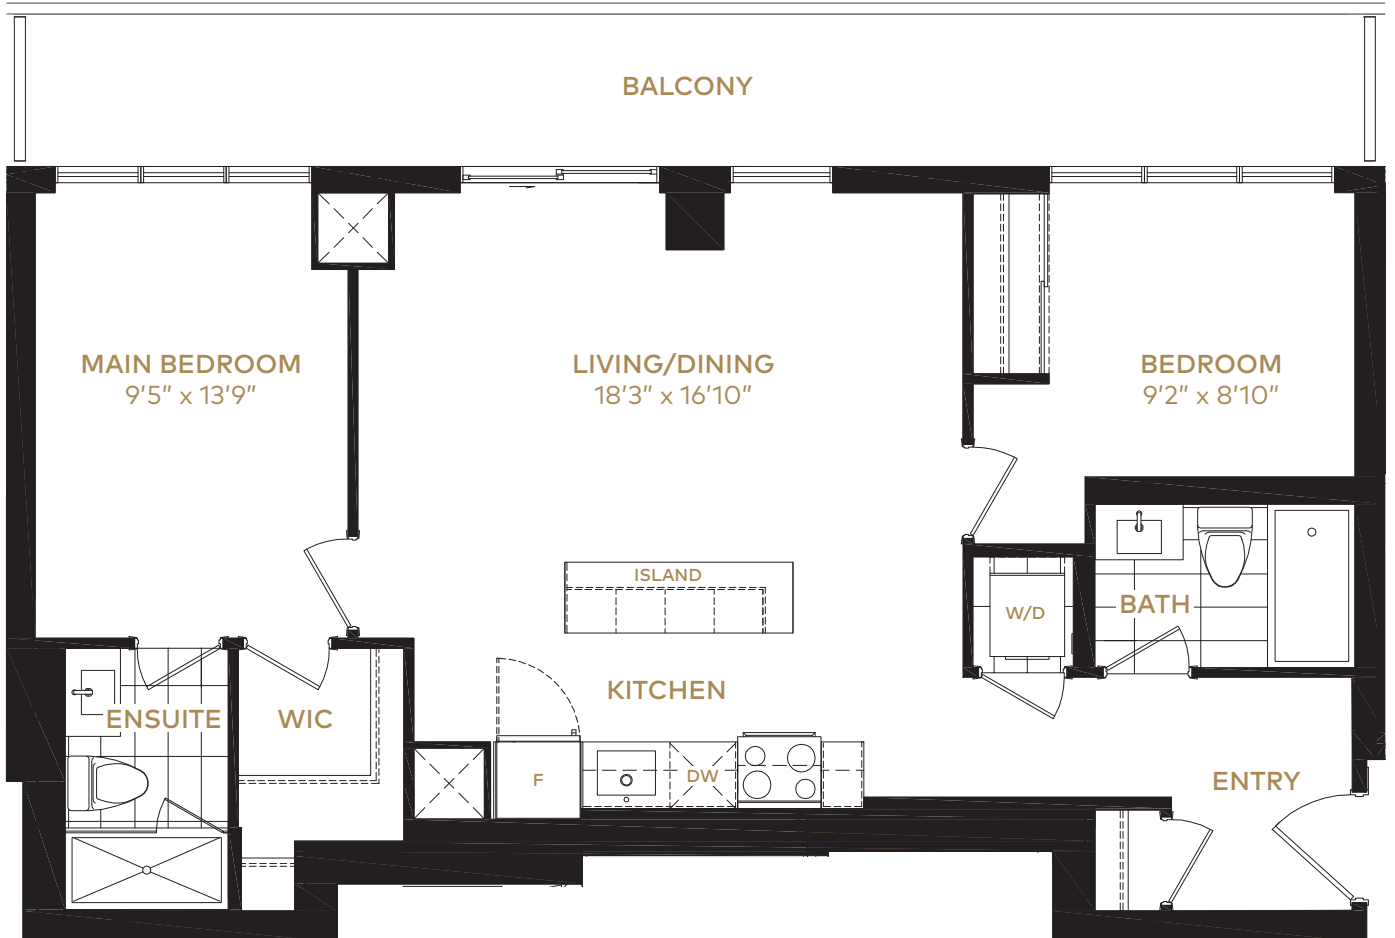 BALCONY
MAIN BEDROOM
9'5" x 13'9"
LIVING/DINING
18'3" x 16'10"
BEDROOM
9'2" x 8'10"
ISLAND
W/D
BATH
KITCHEN
ENSUITE
WIC
F
DW
ENTRY